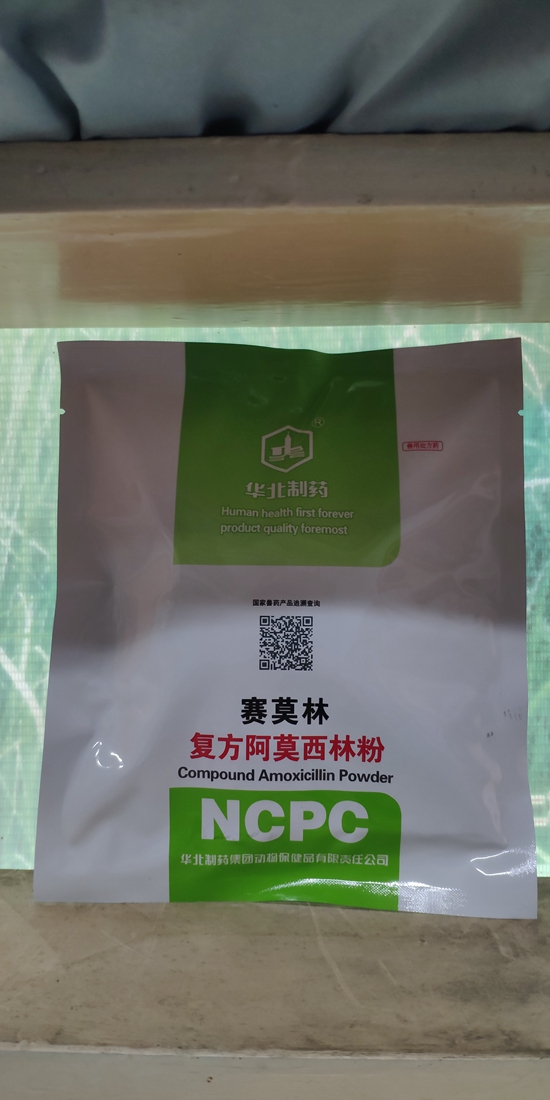 ®
华北制药
Human health first forever
product quality foremost
兽用处方药
国家兽药产品追溯查询
赛莫林
复方阿莫西林粉
Compound Amoxicillin Powder
NCPC
华北制药集团动物保健品有限责任公司